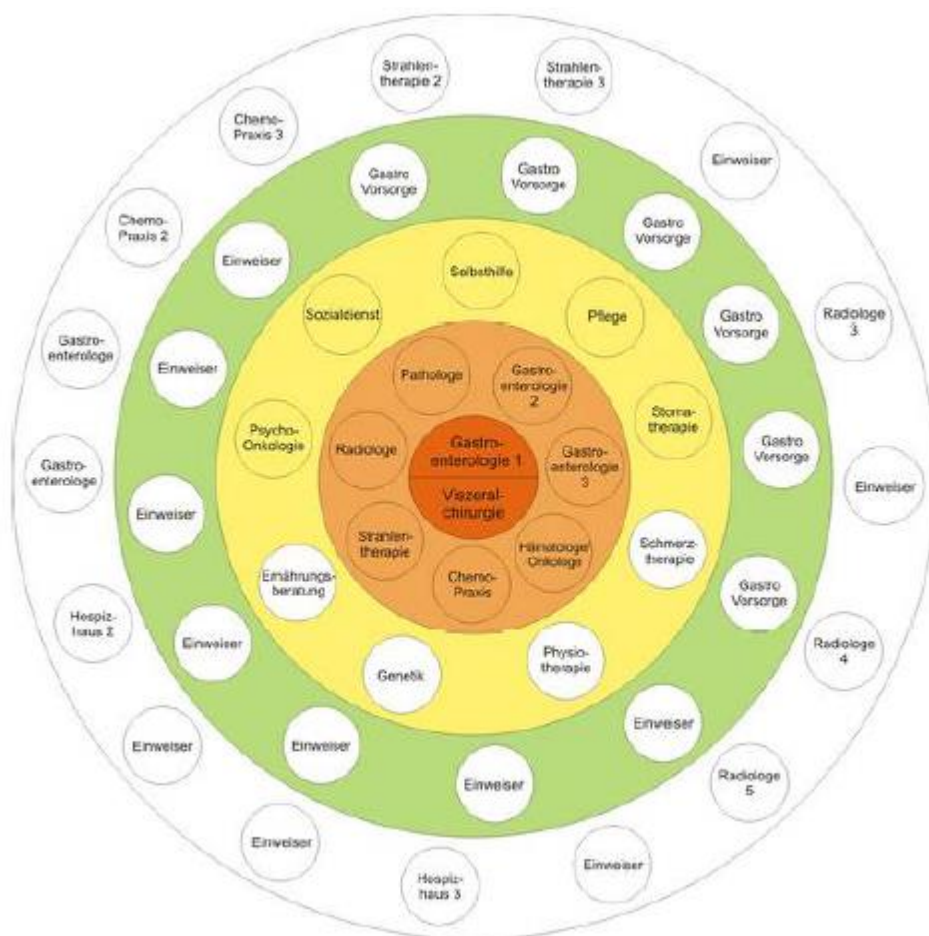 Strahlen-
therapie 2
Strahlen-
therapie 3
Chemo-
Praxis 3
Einweiser
Chemo-
Praxis 2
Radiologe
3
Gastro-
enterologe
Gastro-
enterologe
Einweiser
Hospiz-
haus 2
Radiologe
4
Einweiser
Radiologe
5
Einweiser
Hospiz-
haus 3
Einweiser
Gastro
Vorsorge
Gastro
Vorsorge
Gastro
Vorsorge
Gastro
Vorsorge
Gastro
Vorsorge
Gastro
Vorsorge
Einweiser
Einweiser
Einweiser
Einweiser
Einweiser
Einweiser
Einweiser
Selbsthilfe
Sozialdienst
Pflege
Psycho-
Onkologie
Stoma-
therapie
Ernährungs-
beratung
Schmerz-
therapie
Genetik
Physio-
therapie
Pathologe
Gastro-
enterologie
2
Radiologe
Gastro-
enterologie
3
Strahlen-
therapie
Hämatologe/
Onkologe
Chemo-
Praxis
Gastro-
enterologie 1
Viszeral-
chirurgie